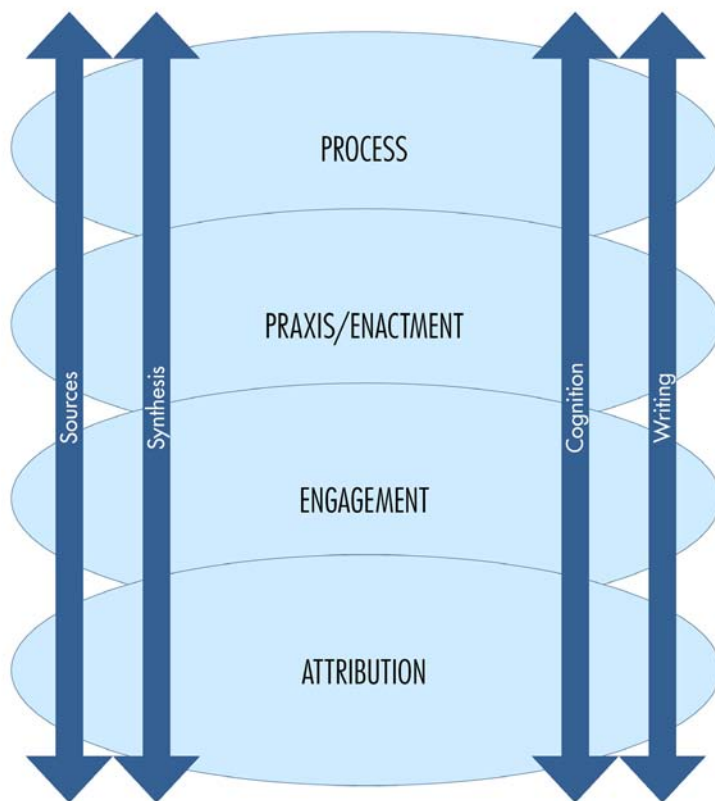 PROCESS
PRAXIS/ENACTMENT
Sources
Synthesis
Cognition
Writing
ENGAGEMENT
ATTRIBUTION